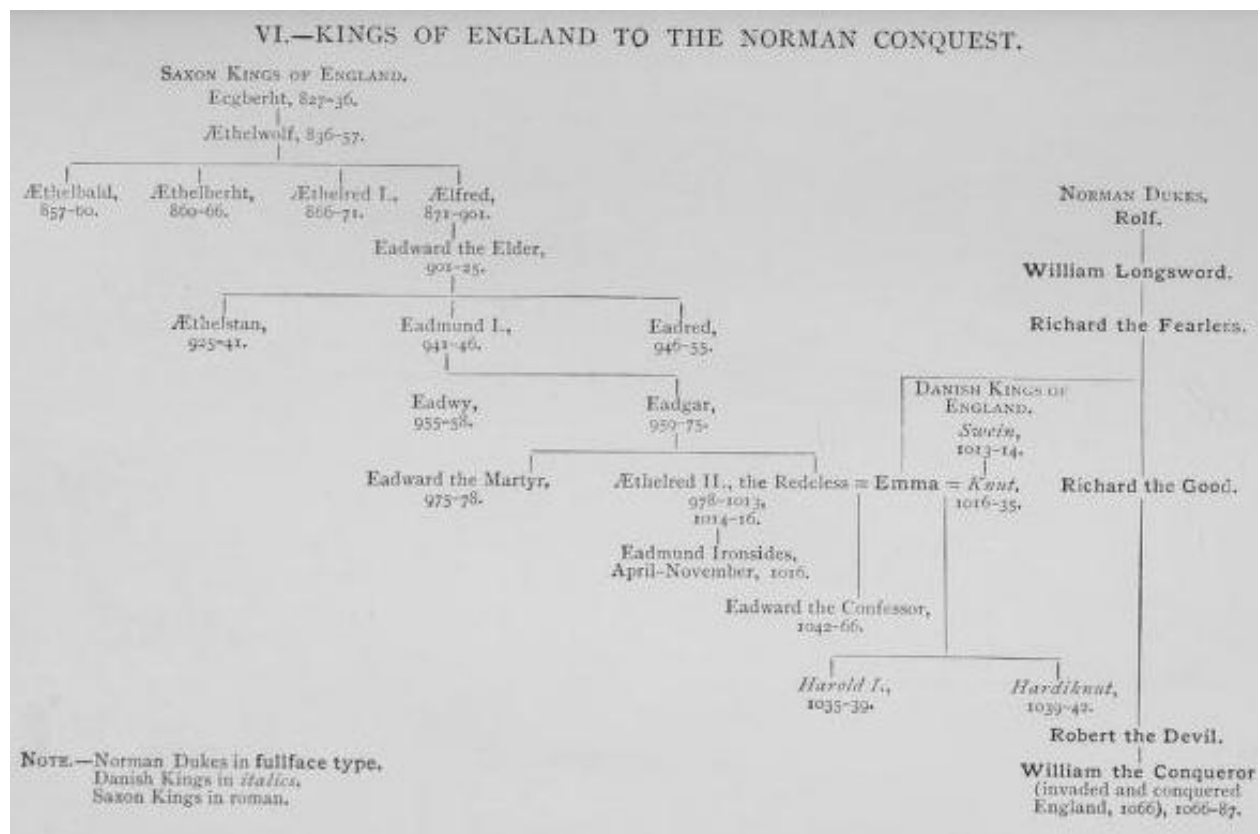 VI.—KINGS OF ENGLAND TO THE NORMAN CONQUEST.
SAXON KINGS OF ENGLAND.
Ecgberht, 827-36.
Æthelwolf, 836-57.
Æthelbald,
857-60.
Æthelberht,
860-66.
Æthelred I.,
866-71.
Ælfred,
871-901.
Eadward the Elder,
901-25.
Æthelstan,
925-41.
Eadmund I.,
941-46.
Eadred,
946-55.
Eadwy,
955-58.
Eadgar,
959-75.
Eadward the Martyr,
975-78.
Æthelred II., the Redeless = Emma = Knut,
978-1013,
1014-16.
1016-35.
Eadmund Ironsides,
April-November, 1016.
Eadward the Confessor,
1042-66.
DANISH KINGS OF
ENGLAND.
Swein,
1013-14.
Harold I.,
1035-39.
Hardiknut,
1039-42.
NORMAN DUKES.
Rolf.
William Longsword.
Richard the Fearlers.
Richard the Good.
Robert the Devil.
William the Conqueror
(invaded and conquered
England, 1066), 1066-87.
NOTE.—Norman Dukes in fullface type.
Danish Kings in italics.
Saxon Kings in roman.